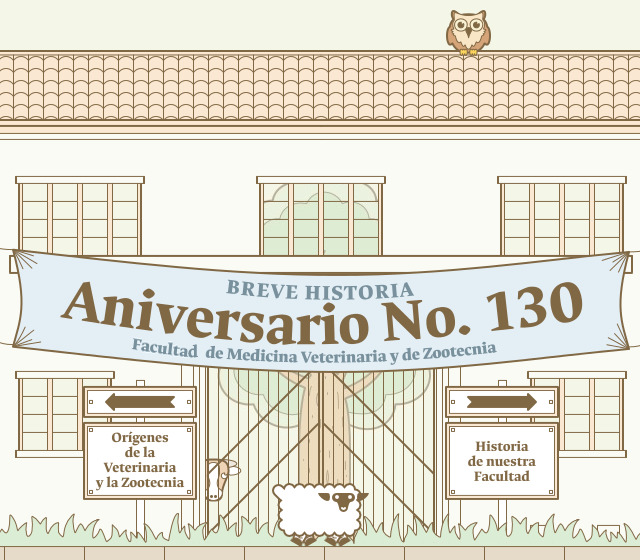 BREVE HISTORIA
Aniversario No. 130
Facultad de Medicina Veterinaria y de Zootecnia
Orígenes
de la
Veterinaria
y la Zootecnia
Historia
de nuestra
Facultad